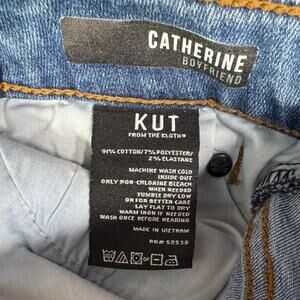 CATHERINE
BOYFRIEND
KUT
FROM THE KLOTH®
91% COTTON/7% POLYESTER/
2% ELASTANE
MACHINE WASH COLD
INSIDE OUT
ONLY NON-CHLORINE BLEACH
WHEN NEEDED
TUMBLE DRY LOW
OR FOR BETTER CARE
LAY FLAT TO DRY
WARM IRON IF NEEDED
WASH ONCE BEFORE WEARING
MADE IN VIETNAM
OR
RN# 58539